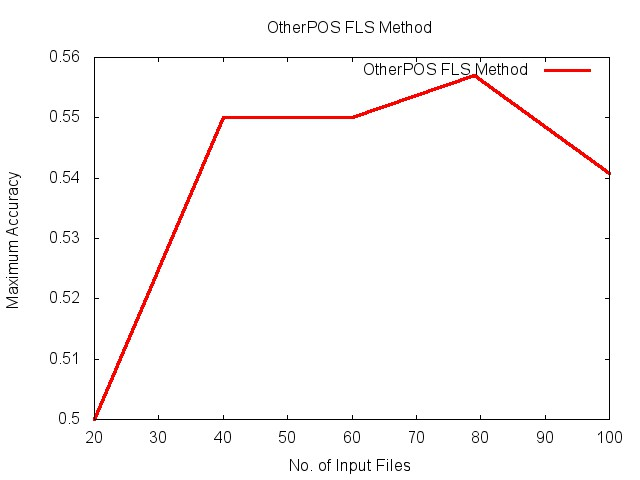 OtherPOS FLS Method
OtherPOS FLS Method
0.56
0.55
0.54
0.53
0.52
0.51
0.5
Maximum Accuracy
20 30 40 50 60 70 80 90 100
No. of Input Files